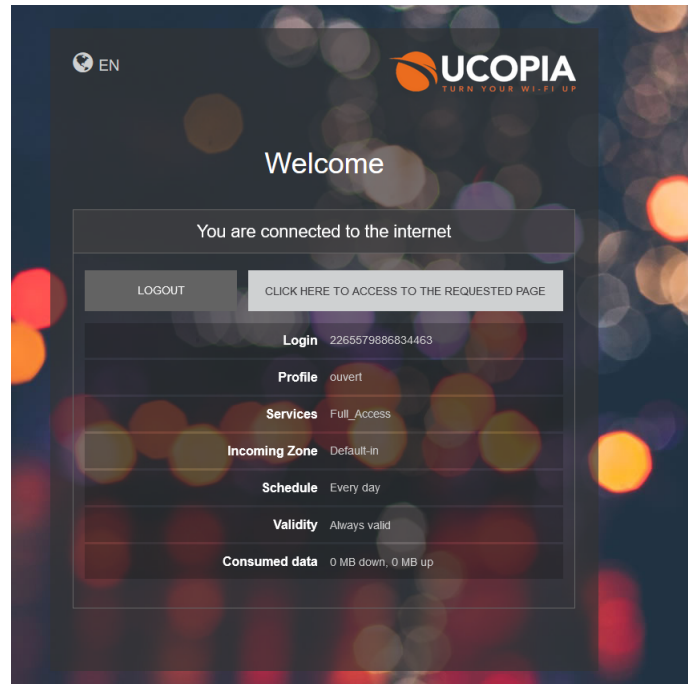 EN
UCOPIA
TURN YOUR WI-FI UP
Welcome
You are connected to the internet
LOGOUT
CLICK HERE TO ACCESS TO THE REQUESTED PAGE
Login 2265579886834463
Profile ouvert
Services Full_Access
Incoming Zone Default-in
Schedule Every day
Validity Always valid
Consumed data 0 MB down, 0 MB up